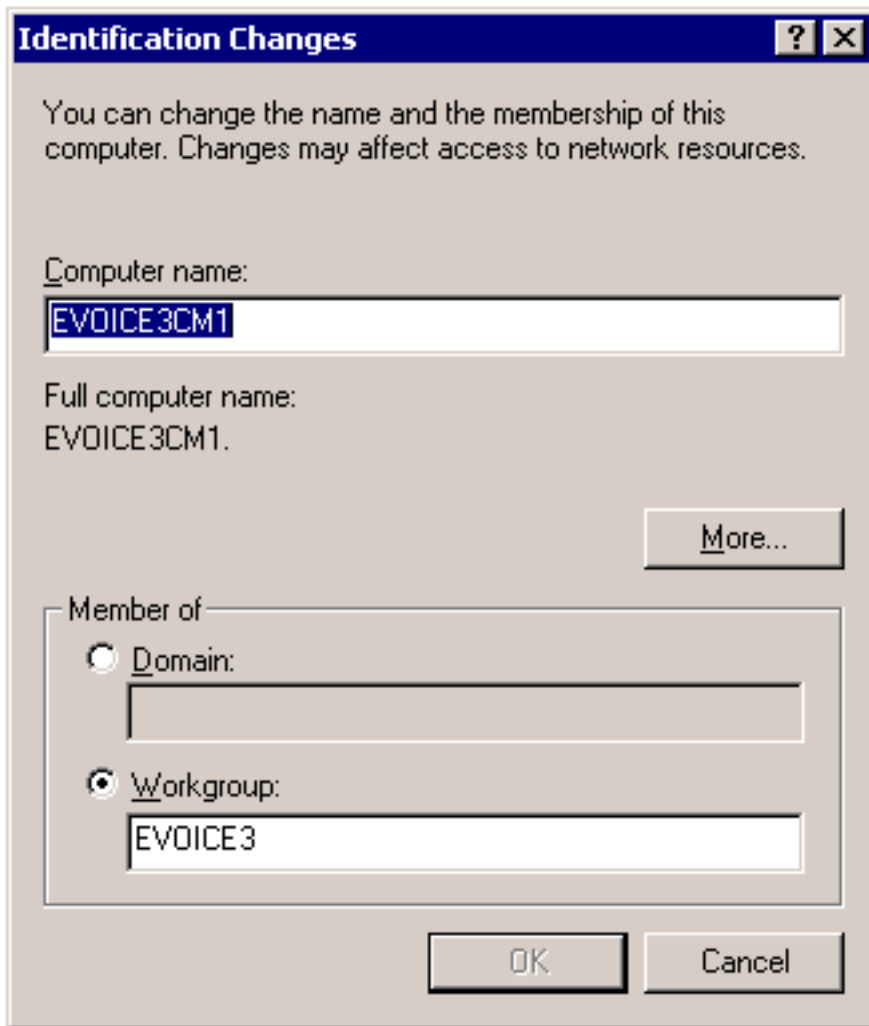 Identification Changes
?
You can change the name and the membership of this
computer. Changes may affect access to network resources.
Computer name:
EVOICE3CM1
Full computer name:
EVOICE3CM1.
More...
Member of
Domain:
Workgroup:
EVOICE3
OK
Cancel